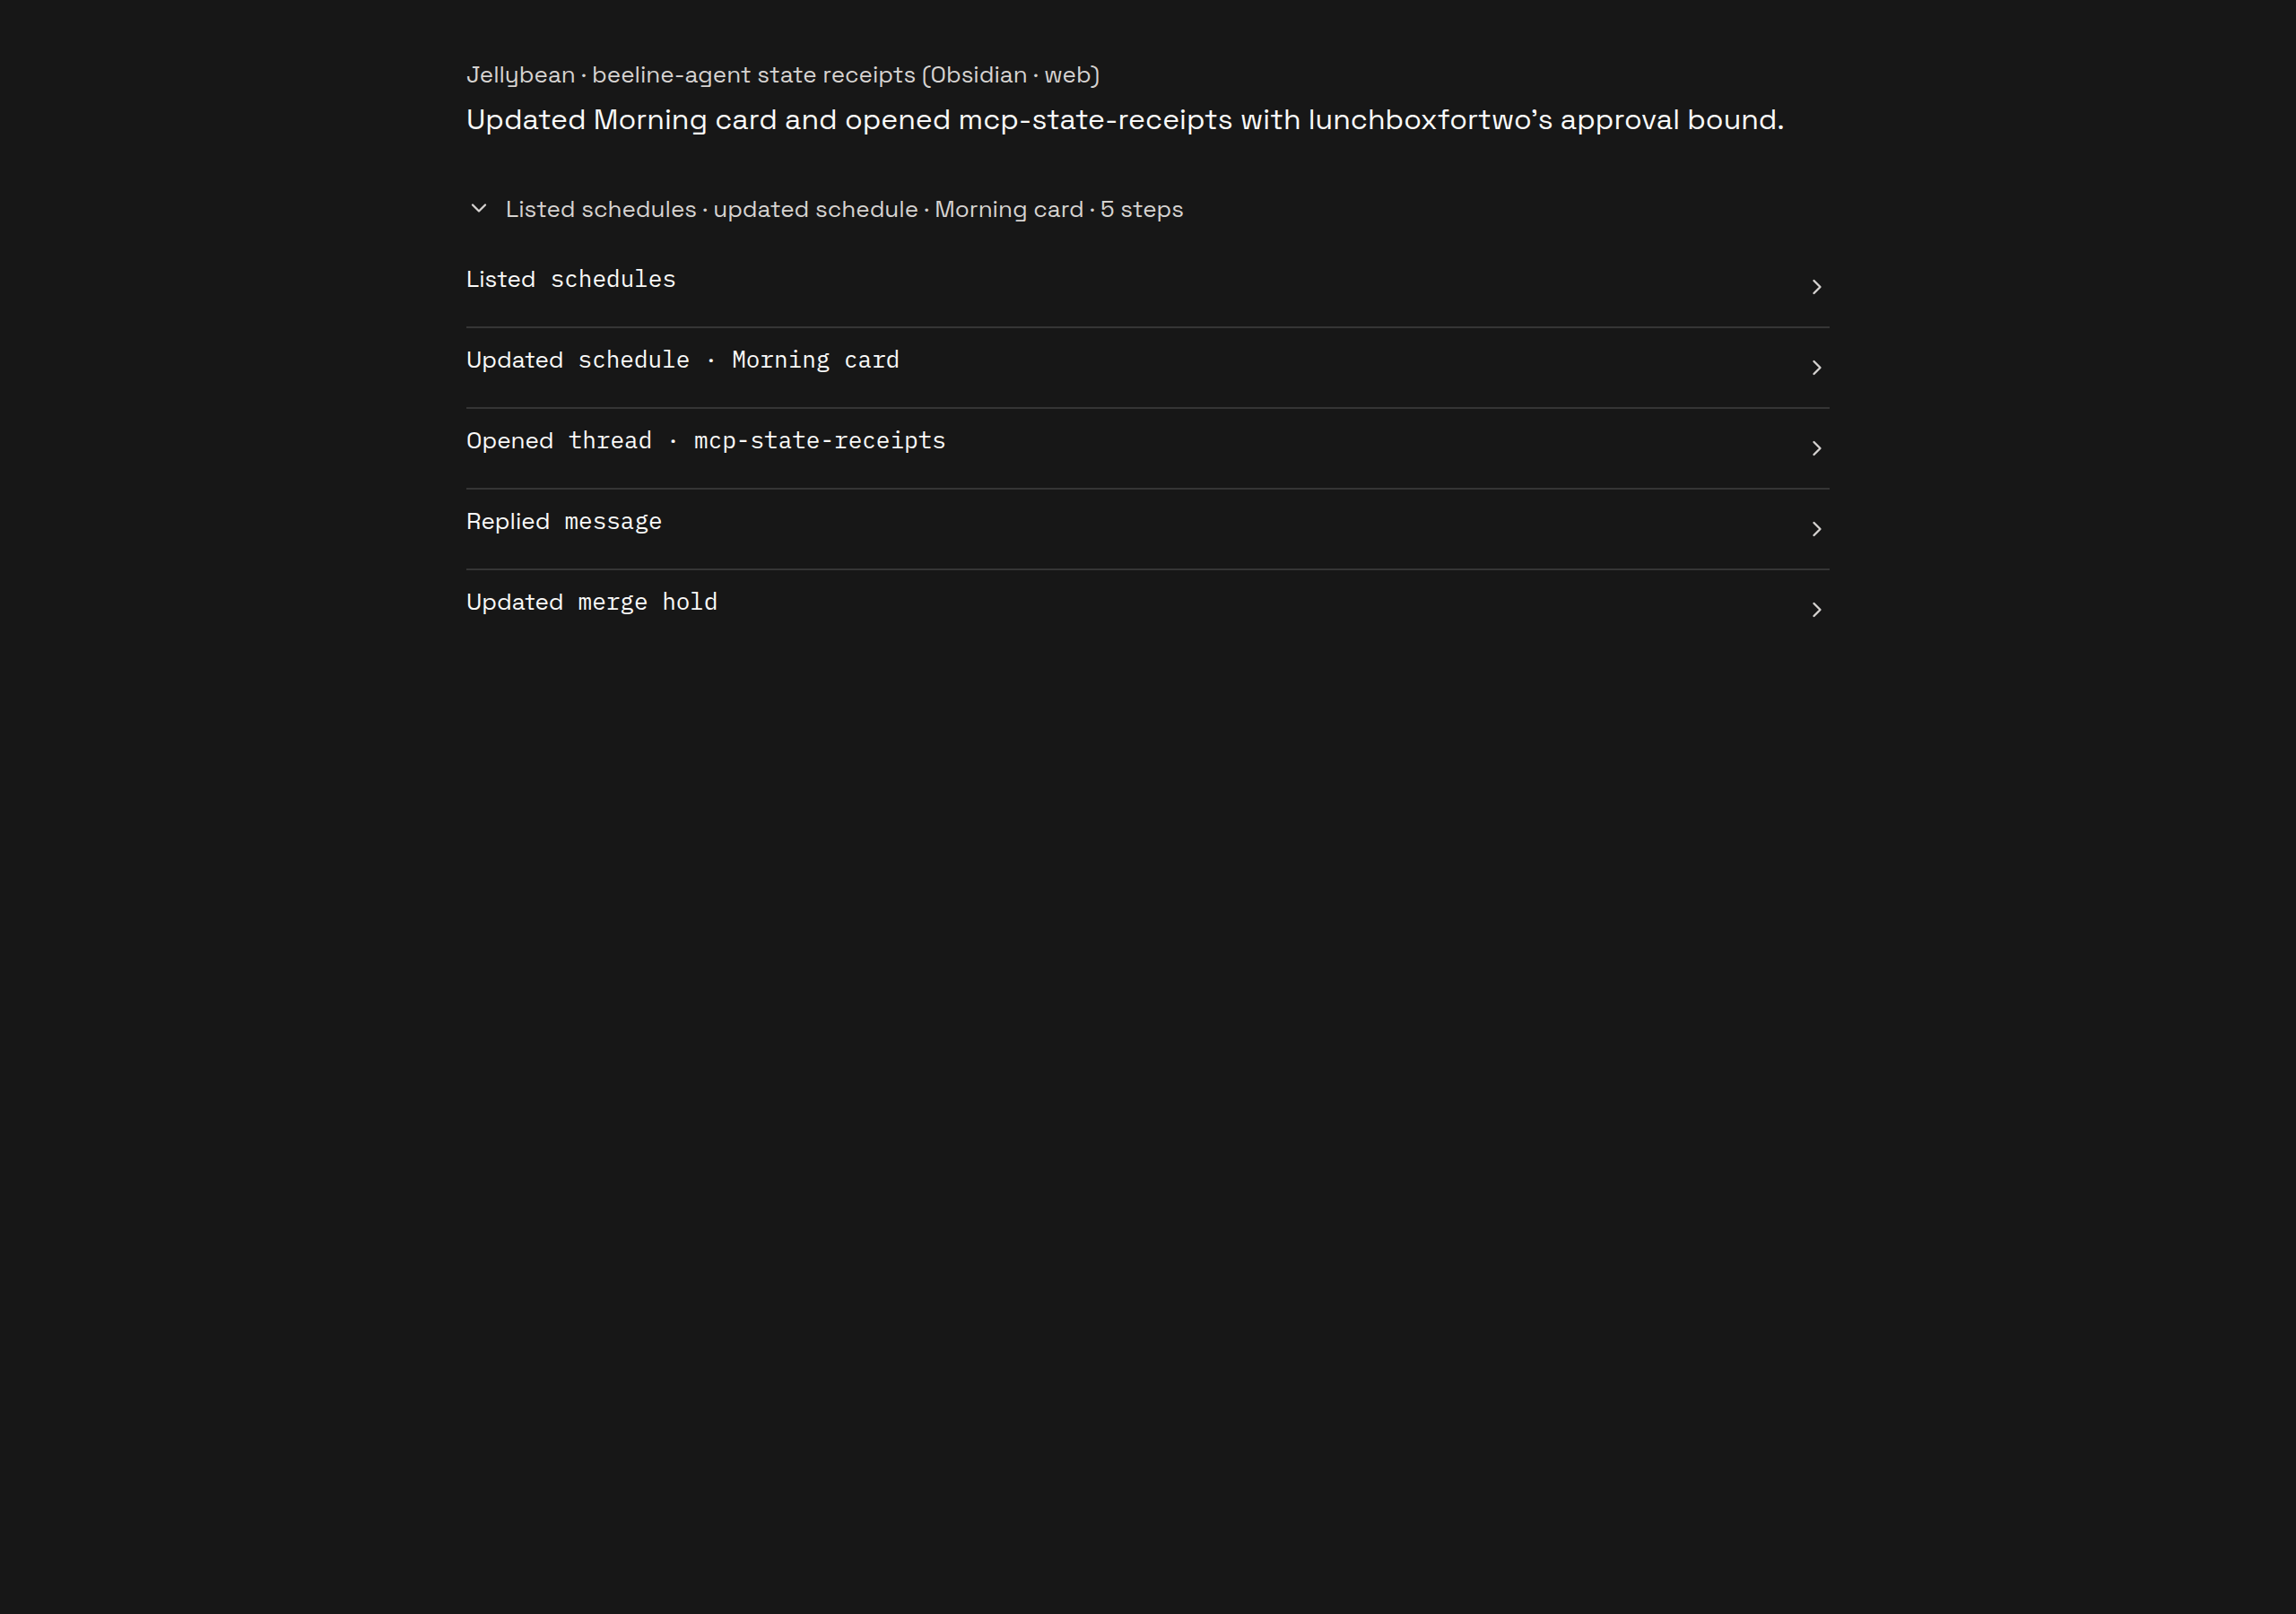 Jellybean · beeline-agent state receipts (Obsidian · web)
Updated Morning card and opened mcp-state-receipts with lunchboxfortwo’s approval bound.
Listed schedules · updated schedule · Morning card · 5 steps
Listed schedules
Updated schedule · Morning card
Opened thread · mcp-state-receipts
Replied message
Updated merge hold